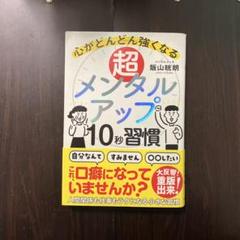 心がどんどん強くなる
超
メンタル
アップ
10秒習慣
飯山晄朗
自分なんて
すみません
〇〇したい
これ口癖になって
いませんか?
大反響!
重版
出来!